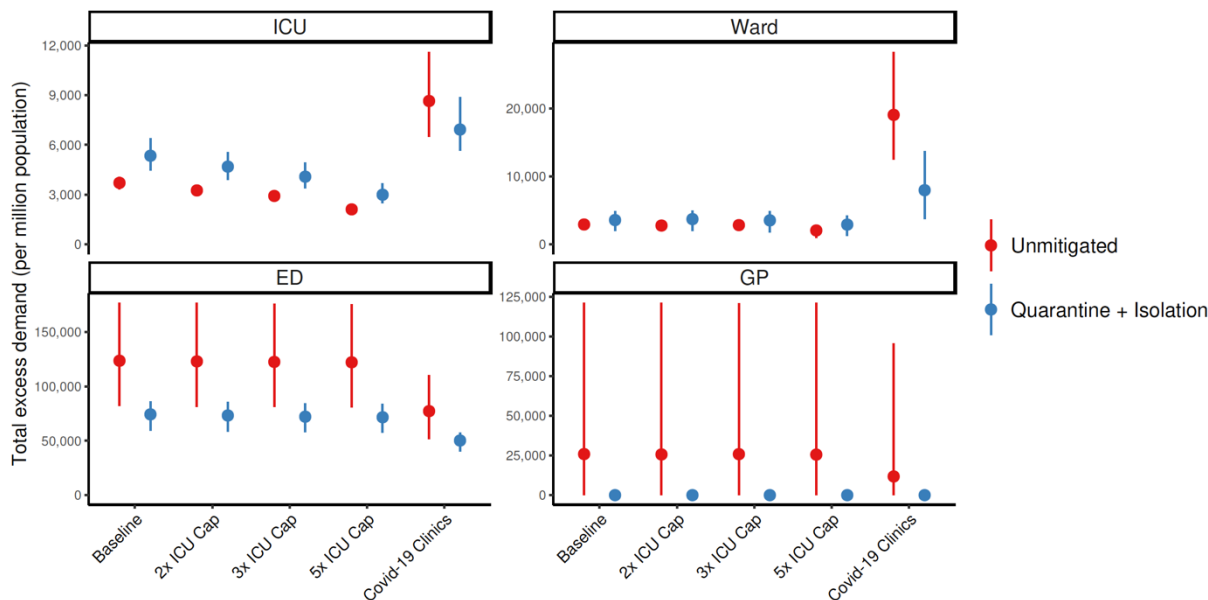 ICU
Ward
Total excess demand (per million population)
12,000
9,000
6,000
3,000
0
20,000
10,000
0
Unmitigated
Quarantine + Isolation
ED
GP
150,000
100,000
50,000
0
125,000
100,000
75,000
50,000
25,000
0
Baseline
2x ICU Cap
3x ICU Cap
5x ICU Cap
Covid-19 Clinics
Baseline
2x ICU Cap
3x ICU Cap
5x ICU Cap
Covid-19 Clinics